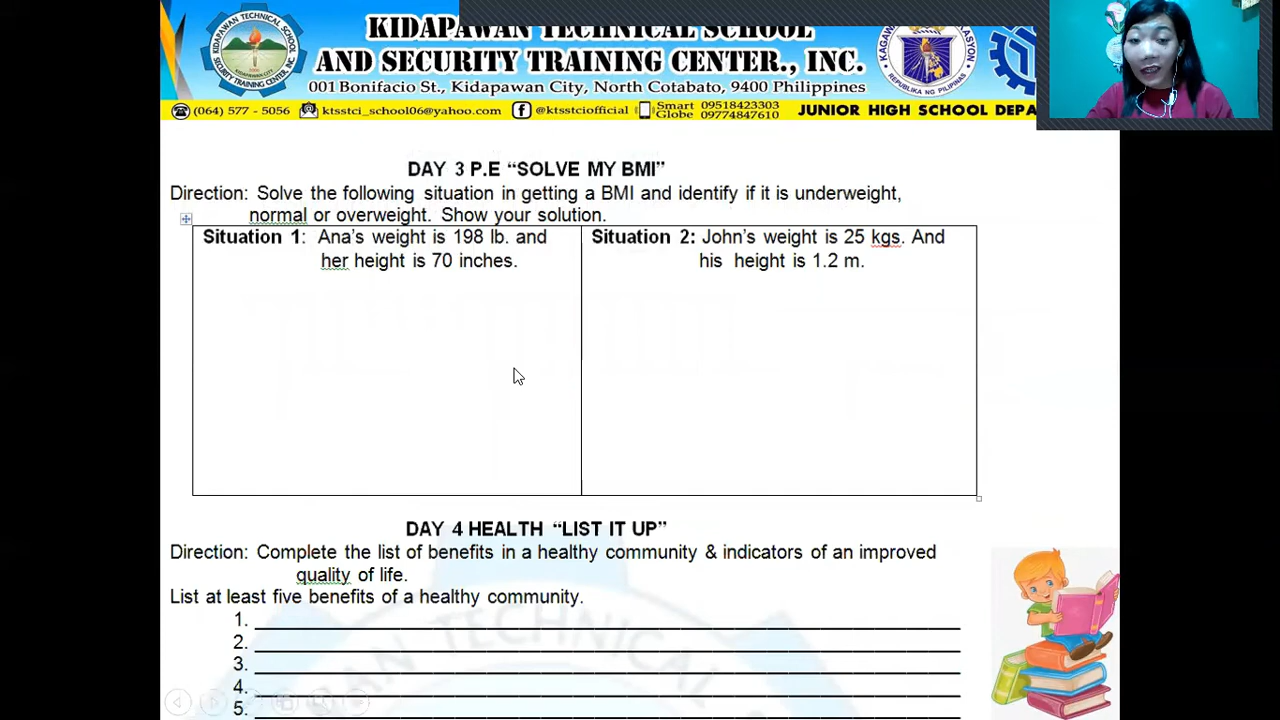 KIDAPAWAN TECHNICAL SCHOOL
AND SECURITY TRAINING CENTER., INC.
001 Bonifacio St., Kidapawan City, North Cotabato, 9400 Philippines
(064) 577 - 5056 ktsstci_school06@yahoo.com @ktsstciofficial Smart 09518423303 Globe 09774847610 JUNIOR HIGH SCHOOL DEPA
DAY 3 P.E “SOLVE MY BMI”
Direction: Solve the following situation in getting a BMI and identify if it is underweight,
normal or overweight. Show your solution.
Situation 1: Ana’s weight is 198 lb. and
her height is 70 inches.
Situation 2: John’s weight is 25 kgs. And
his height is 1.2 m.
DAY 4 HEALTH “LIST IT UP”
Direction: Complete the list of benefits in a healthy community & indicators of an improved
quality of life.
List at least five benefits of a healthy community.
1.
2.
3.
4.
5.